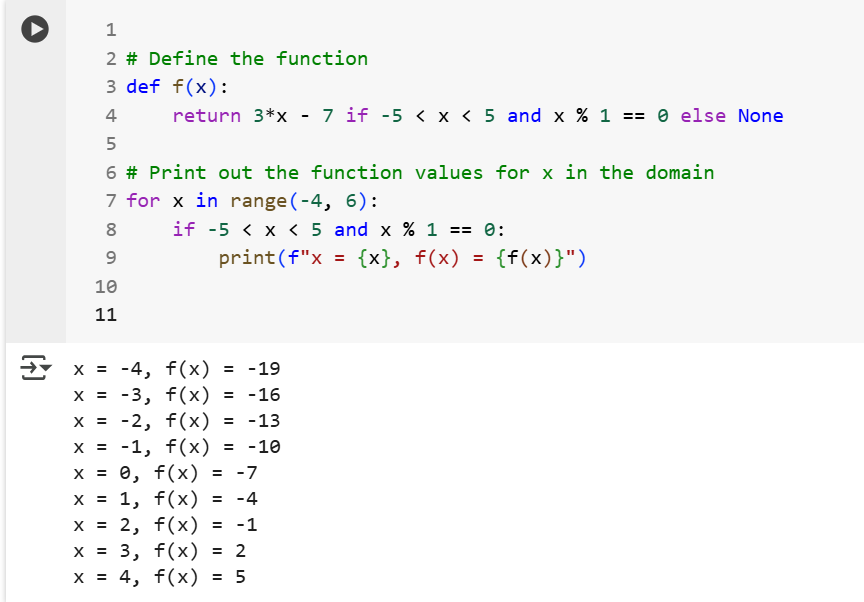 1
2 # Define the function
3 def f(x):
4     return 3*x - 7 if -5 < x < 5 and x % 1 == 0 else None
5
6 # Print out the function values for x in the domain
7 for x in range(-4, 6):
8     if -5 < x < 5 and x % 1 == 0:
9         print(f"x = {x}, f(x) = {f(x)}")
10
11
x = -4, f(x) = -19
x = -3, f(x) = -16
x = -2, f(x) = -13
x = -1, f(x) = -10
x = 0, f(x) = -7
x = 1, f(x) = -4
x = 2, f(x) = -1
x = 3, f(x) = 2
x = 4, f(x) = 5